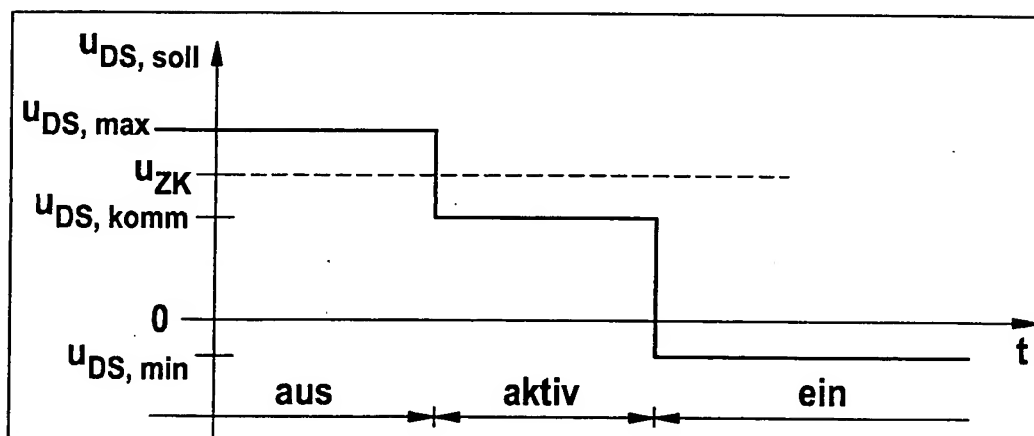 uDS, soll
uDS, max
uZK
uDS, komm
0
t
uDS, min
aus aktiv ein